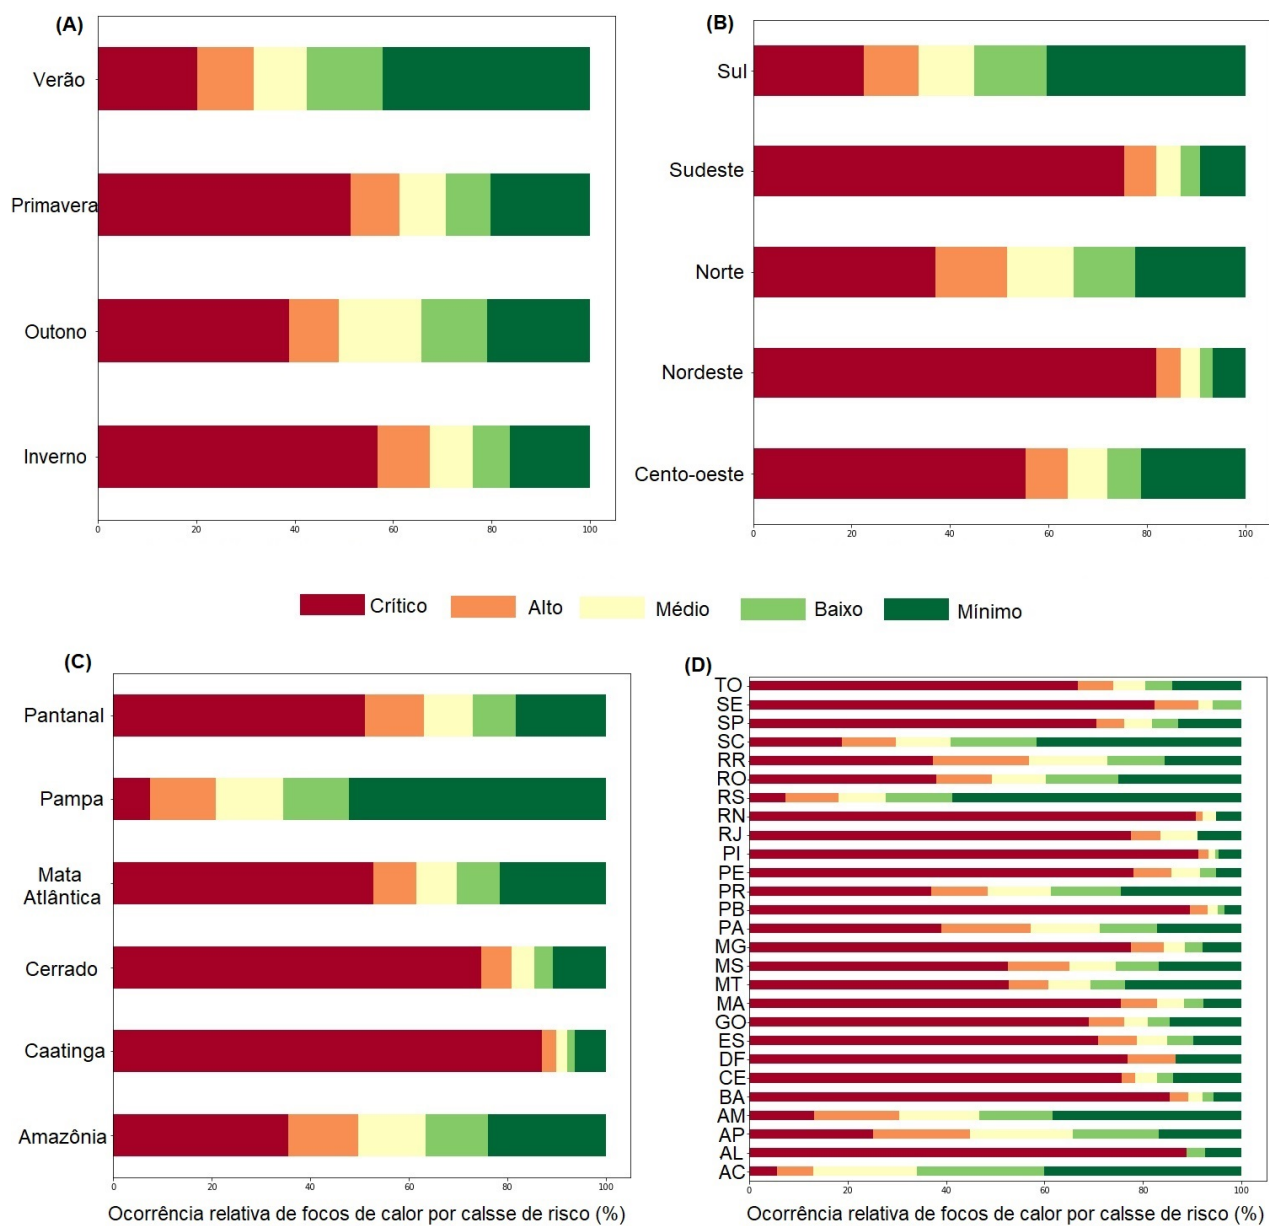 (A)
Verão
Primavera
Outono
Inverno
0 20 40 60 80 100
(B)
Sul
Sudeste
Norte
Nordeste
Cento-oeste
0 20 40 60 80 100
Crítico Alto Médio Baixo Mínimo
(C)
Pantanal
Pampa
Mata
Atlântica
Cerrado
Caatinga
Amazônia
0 20 40 60 80 100
Ocorrência relativa de focos de calor por calsse de risco (%)
(D)
TO
SE
SP
SC
RR
RO
RS
RN
RJ
PI
PE
PR
PB
PA
MG
MS
MT
MA
GO
ES
DF
CE
BA
AM
AP
AL
AC
0 20 40 60 80 100
Ocorrência relativa de focos de calor por calsse de risco (%)